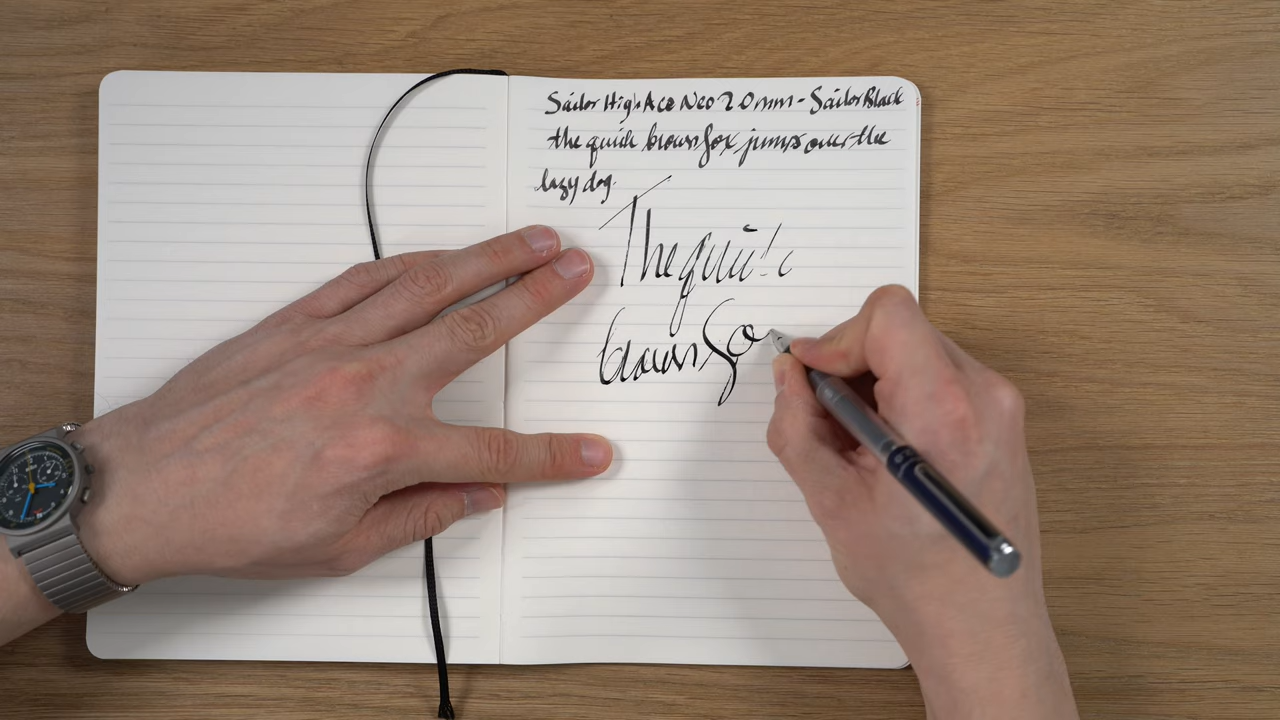 Sailor High Ace Neo 2.0mm - Sailor Black
the quick brown fox jumps over the
lazy dog.
The quick
brown fo